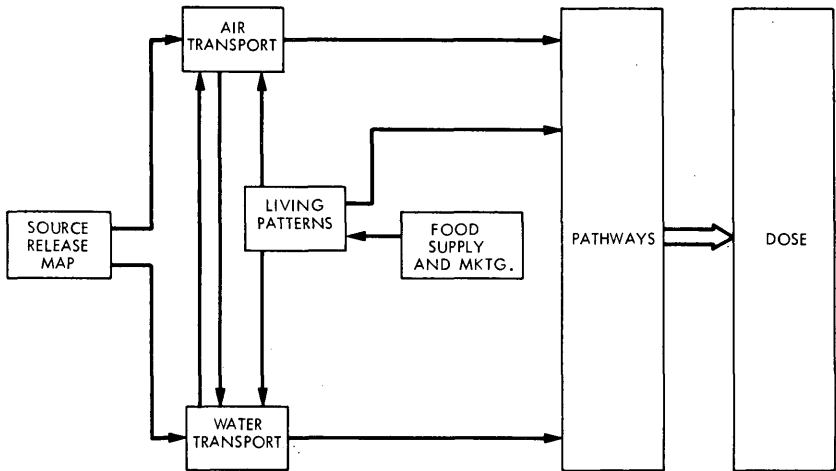 AIR
TRANSPORT
LIVING
PATTERNS
SOURCE
RELEASE
MAP
FOOD
SUPPLY
AND MKTG.
PATHWAYS
DOSE
WATER
TRANSPORT